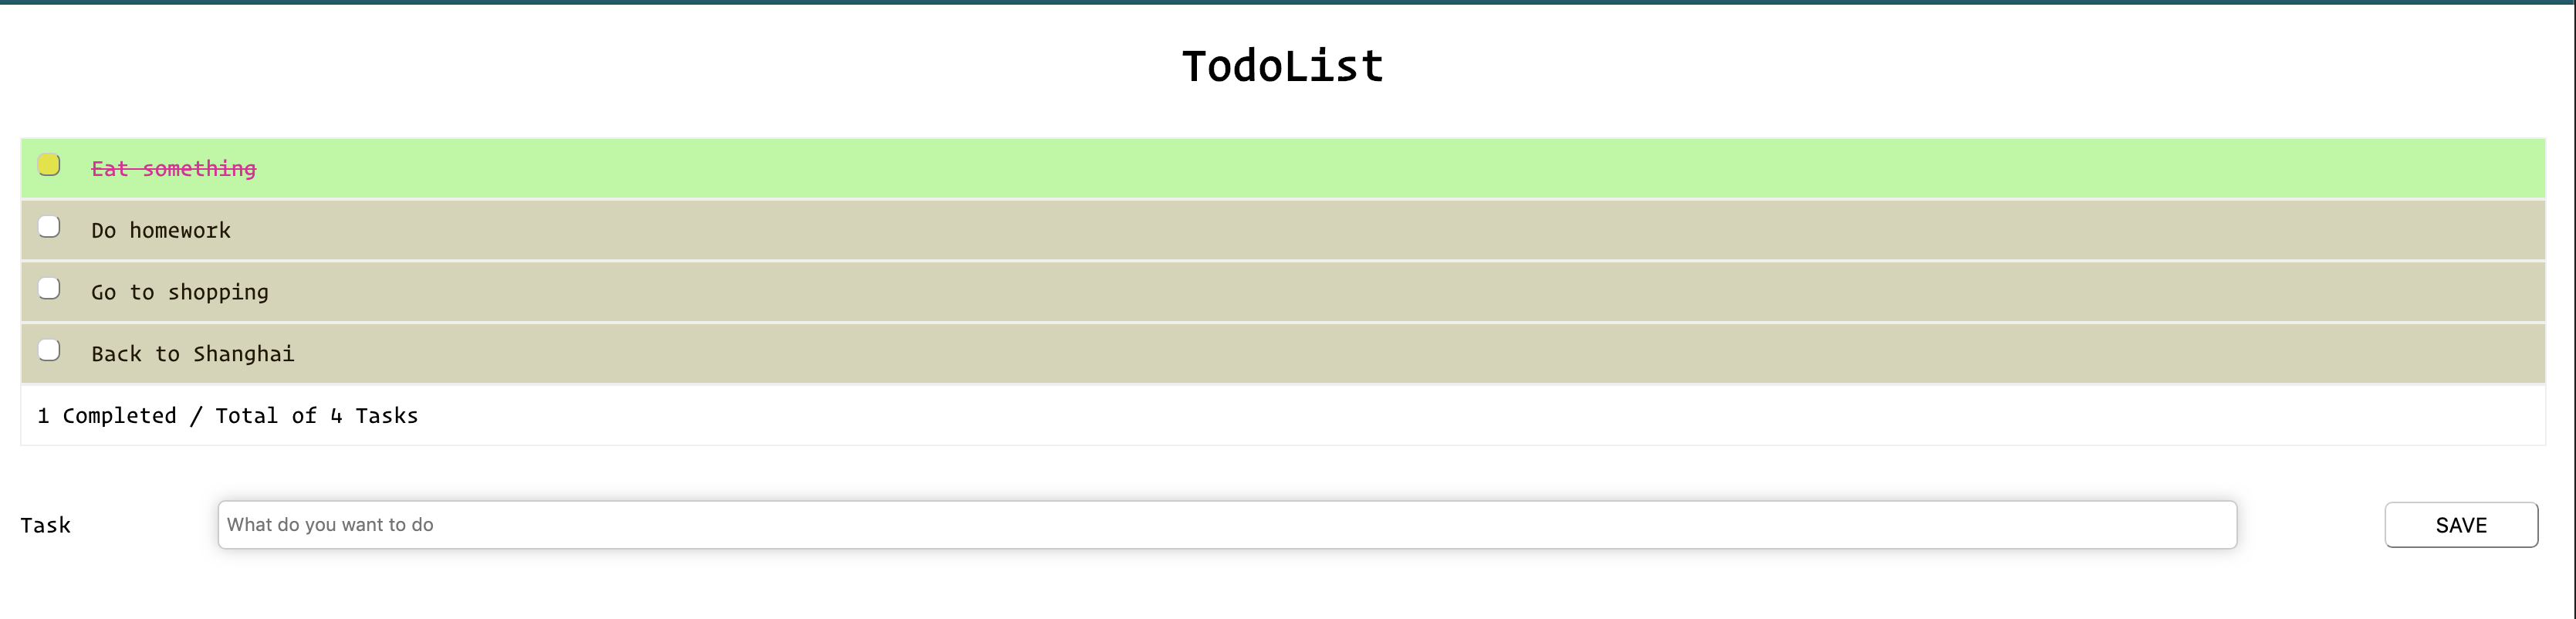 TodoList
Eat something
Do homework
Go to shopping
Back to Shanghai
1 Completed / Total of 4 Tasks
Task
What do you want to do
SAVE